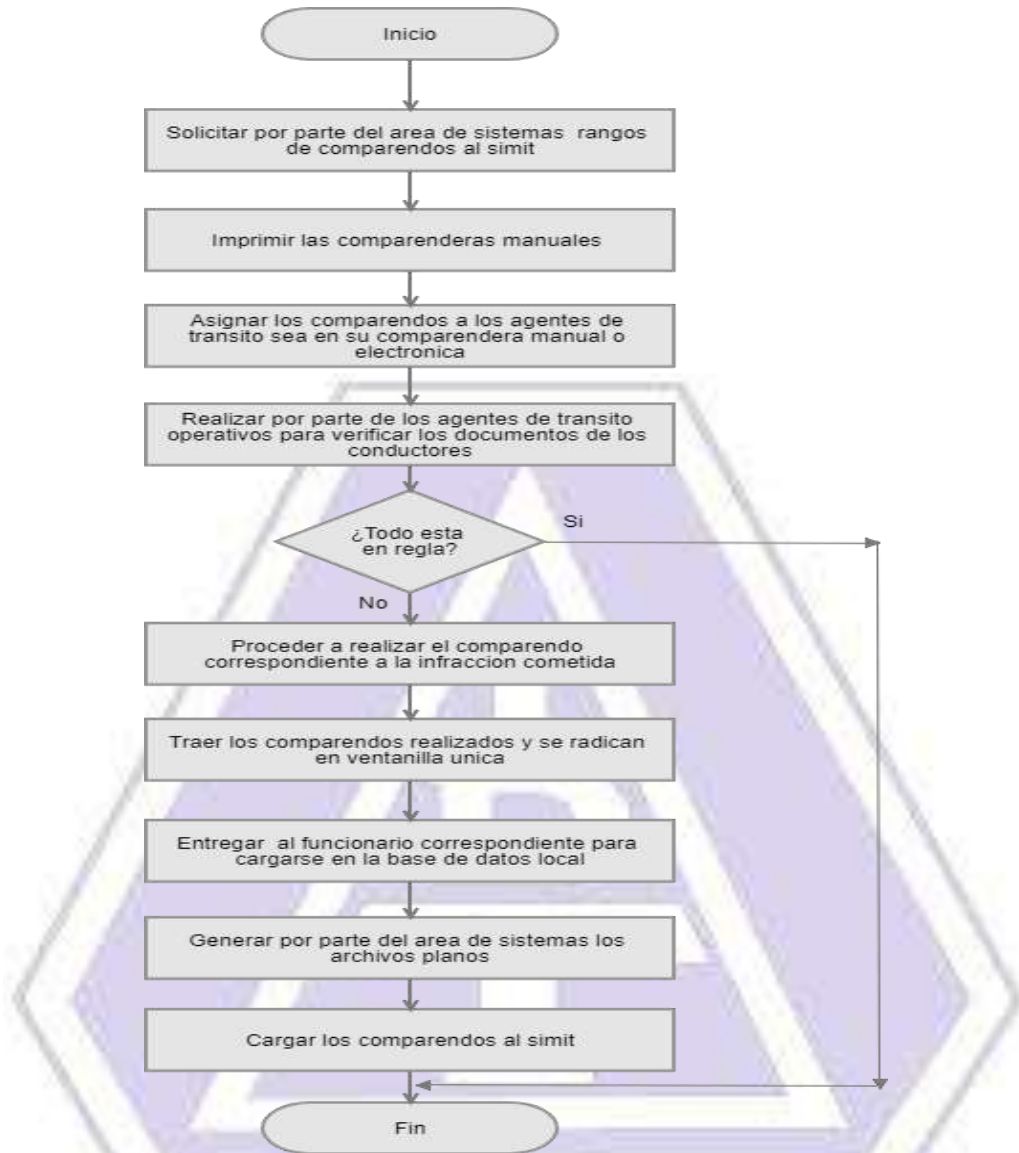 Inicio
Solicitar por parte del area de sistemas rangos
de comparendos al simit
Imprimir las comparenderas manuales
Asignar los comparendos a los agentes de
transito sea en su comparendera manual o
electronica
Realizar por parte de los agentes de transito
operativos para verificar los documentos de los
conductores
¿Todo esta
en regla?
Si
No
Proceder a realizar el comparendo
correspondiente a la infraccion cometida
Traer los comparendos realizados y se radican
en ventanilla unica
Entregar al funcionario correspondiente para
cargarse en la base de datos local
Generar por parte del area de sistemas los
archivos planos
Cargar los comparendos al simit
Fin